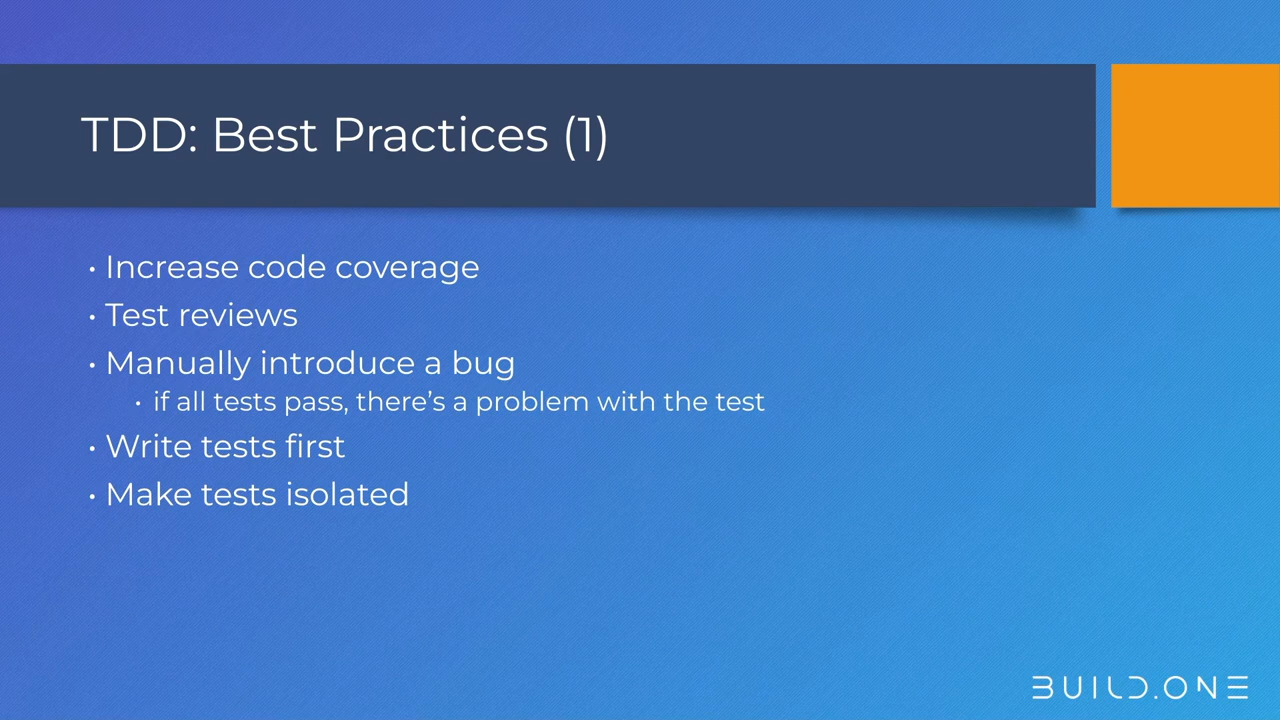 TDD: Best Practices (1)
• Increase code coverage
• Test reviews
• Manually introduce a bug
• if all tests pass, there’s a problem with the test
• Write tests first
• Make tests isolated
BUILD.ONE